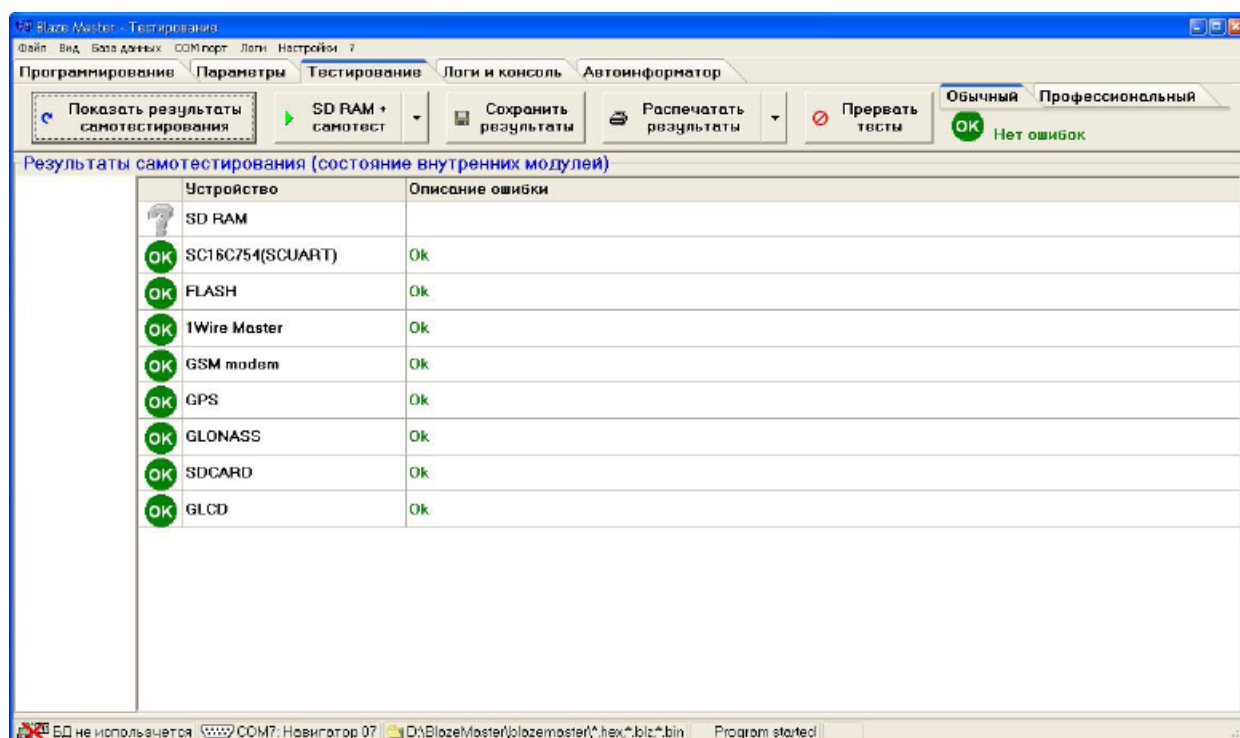 Blaze Master - Тестирование
Файл Вид База данных COM порт Логи Настройки ?
Программирование Параметры Тестирование Логи и консоль Автоинформатор
Показать результаты самотестирования
SD RAM + самотест
Сохранить результаты
Распечатать результаты
Прервать тесты
Обычный Профессиональный
OK Нет ошибок
Результаты самотестирования (состояние внутренних модулей)
Устройство Описание ошибки
SD RAM
OK SC16C754(SCUART) Ok
OK FLASH Ok
OK 1Wire Master Ok
OK GSM modem Ok
OK GPS Ok
OK GLONASS Ok
OK SDCARD Ok
OK GLCD Ok
БД не используется COM7: Навигатор 07 D:\BlazeMaster\blazemaster\*.hex;*.blz;*.bin Program started